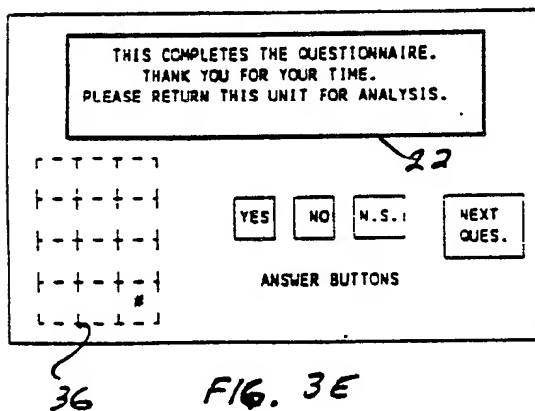 THIS COMPLETES THE QUESTIONNAIRE.
THANK YOU FOR YOUR TIME.
PLEASE RETURN THIS UNIT FOR ANALYSIS.
22
YES NO N.S. NEXT
QUES.
#
ANSWER BUTTONS
36
FIG. 3E